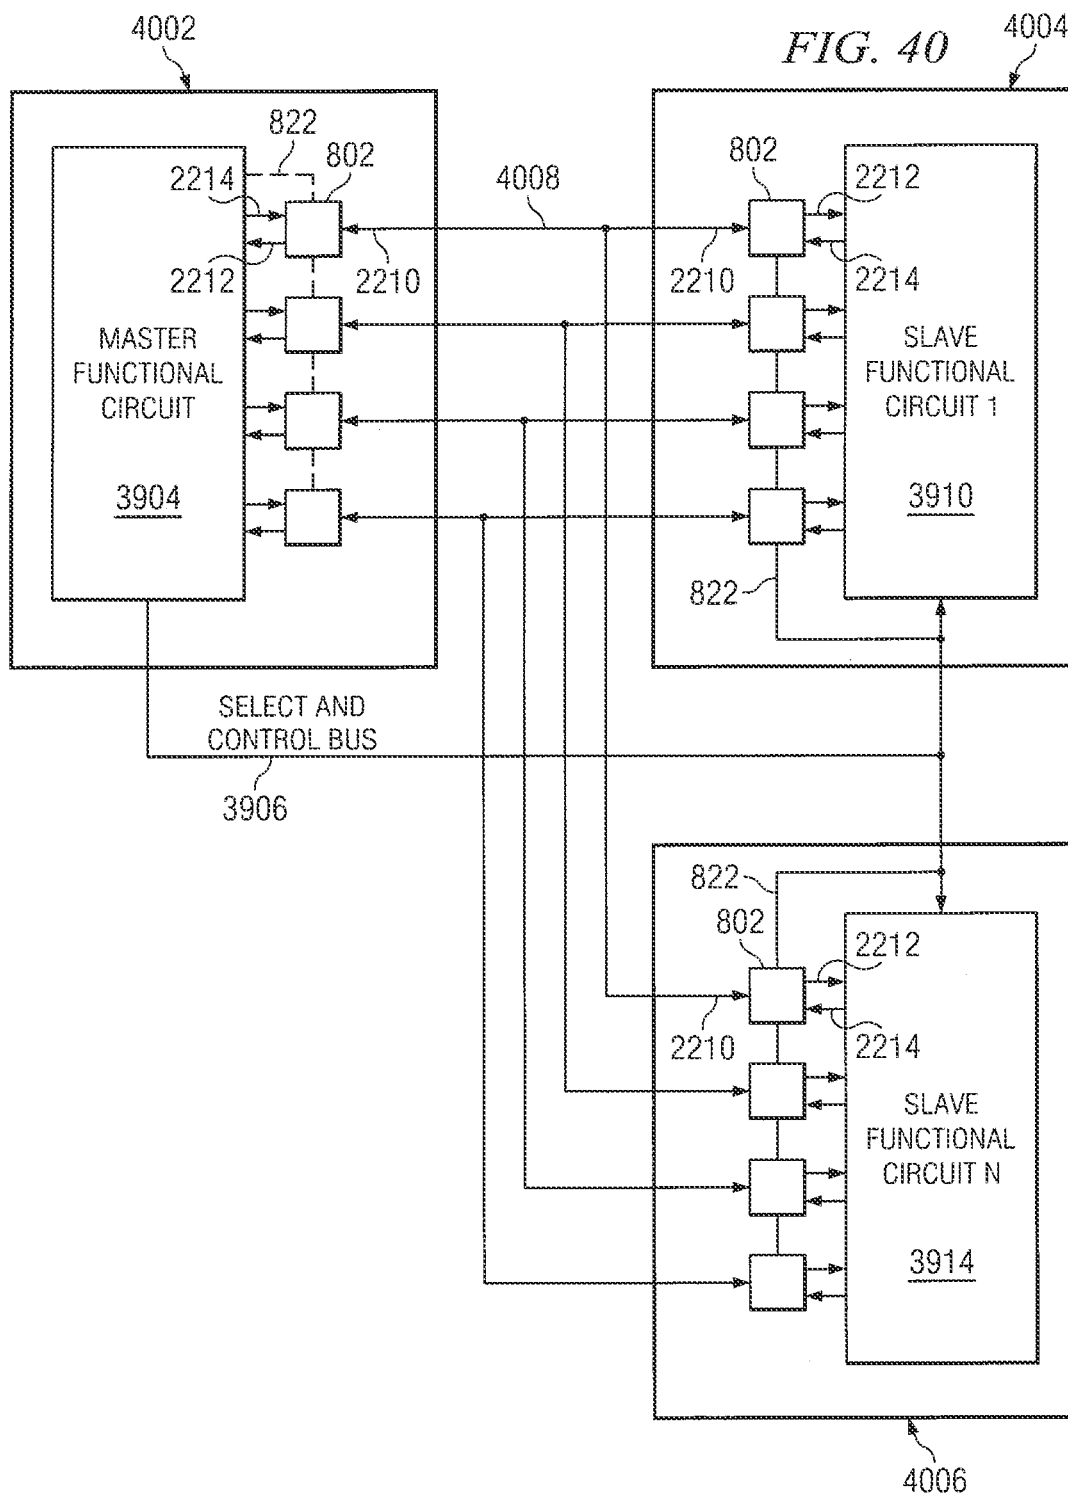 4002
FIG. 40
4004
822
802
2214
2212
2210
4008
802
2212
2210
2214
MASTER
FUNCTIONAL
CIRCUIT
3904
SLAVE
FUNCTIONAL
CIRCUIT 1
3910
822
SELECT AND
CONTROL BUS
3906
822
802
2212
2210
2214
SLAVE
FUNCTIONAL
CIRCUIT N
3914
4006